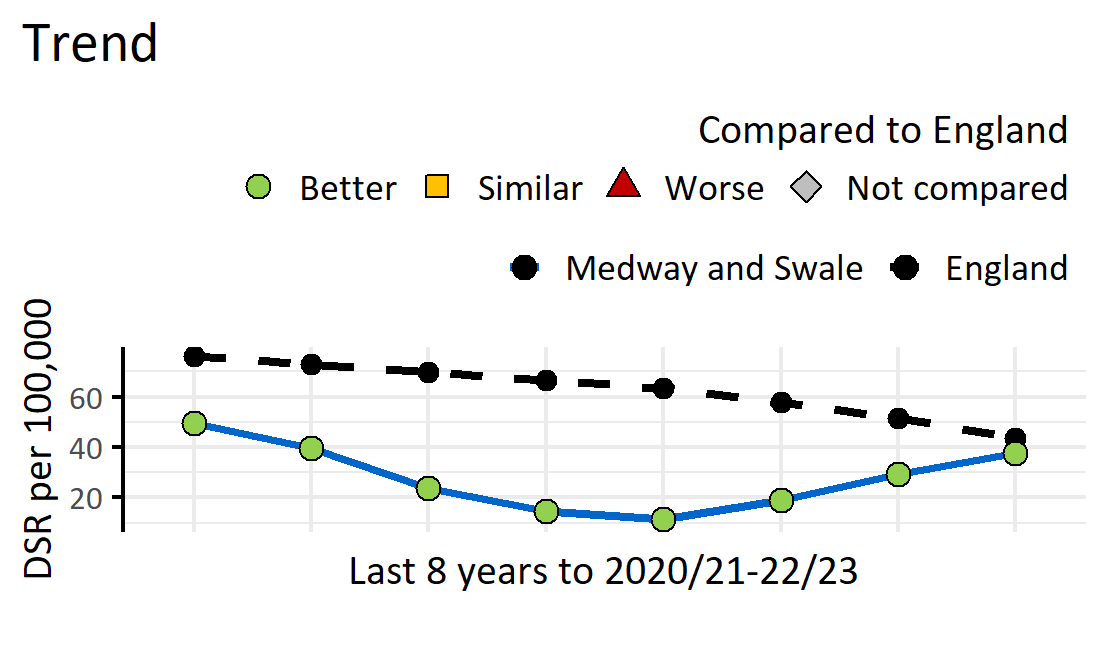 Trend
Compared to England
Better Similar Worse Not compared
Medway and Swale England
DSR per 100,000
60
40
20
Last 8 years to 2020/21-22/23